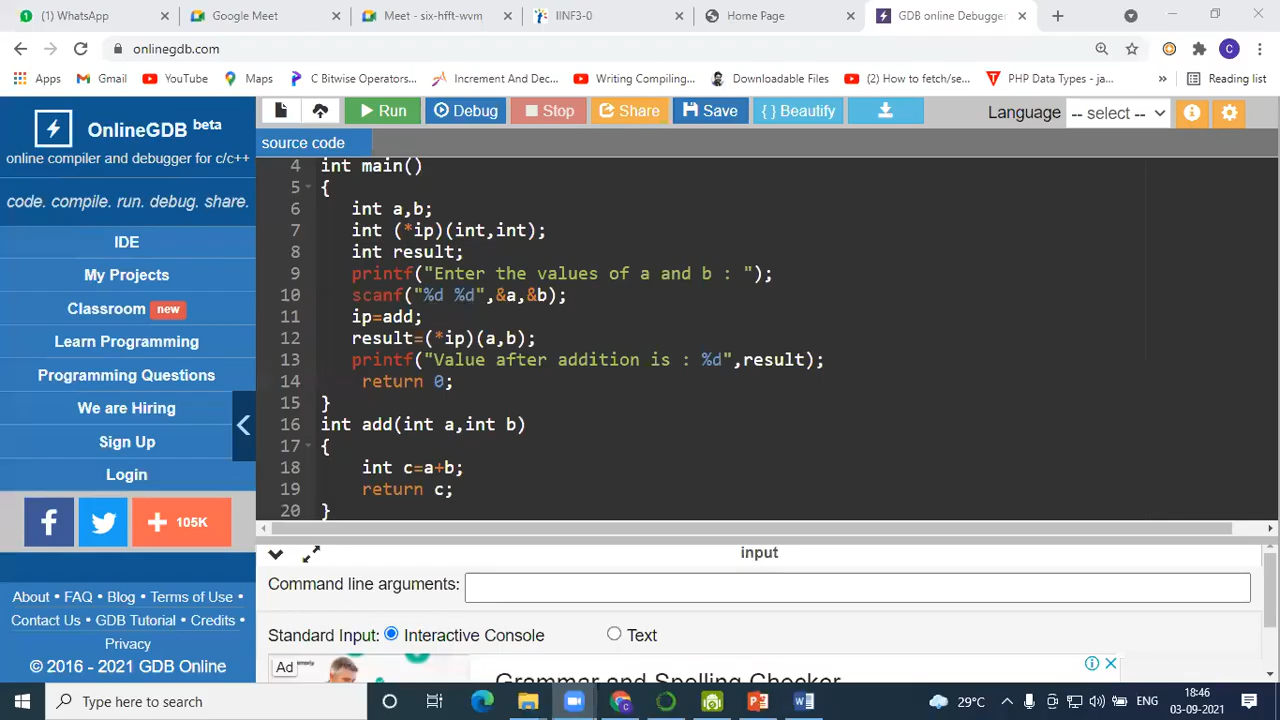 (1) WhatsApp
Google Meet
Meet - six-hfft-wvm
IINF3-0
Home Page
GDB online Debugge
onlinegdb.com
C
Apps
Gmail
YouTube
Maps
C Bitwise Operators...
Increment And Dec...
Writing Compiling...
Downloadable Files
(2) How to fetch/se...
PHP Data Types - ja...
»
Reading list
OnlineGDB beta
online compiler and debugger for c/c++
code. compile. run. debug. share.
IDE
My Projects
Classroom new
Learn Programming
Programming Questions
We are Hiring
Sign Up
Login
+ 105K
About • FAQ • Blog • Terms of Use •
Contact Us • GDB Tutorial • Credits •
Privacy
© 2016 - 2021 GDB Online
Run
Debug
Stop
Share
Save
{ } Beautify
Language
-- select --
source code
4 int main()
5 {
6 int a,b;
7 int (*ip)(int,int);
8 int result;
9 printf("Enter the values of a and b : ");
10 scanf("%d %d",&a,&b);
11 ip=add;
12 result=(*ip)(a,b);
13 printf("Value after addition is : %d",result);
14 return 0;
15 }
16 int add(int a,int b)
17 {
18 int c=a+b;
19 return c;
20 }
input
Command line arguments:
Standard Input: Interactive Console Text
Ad
Grammar and Spelling Checker
Type here to search
29°C
ENG
18:46
03-09-2021